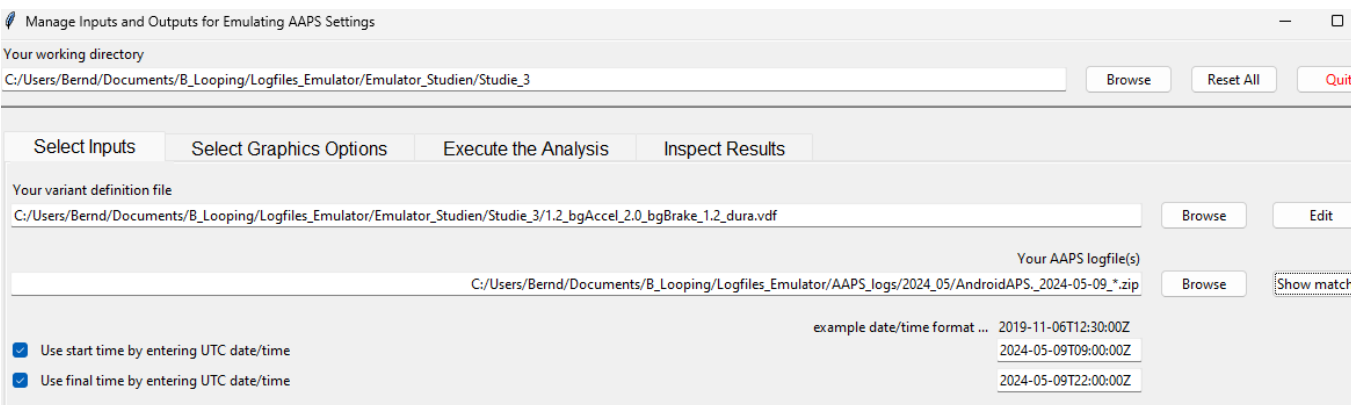 Manage Inputs and Outputs for Emulating AAPS Settings
Your working directory
C:/Users/Bernd/Documents/B_Looping/Logfiles_Emulator/Emulator_Studien/Studie_3 Browse Reset All Quit
Select Inputs Select Graphics Options Execute the Analysis Inspect Results
Your variant definition file
C:/Users/Bernd/Documents/B_Looping/Logfiles_Emulator/Emulator_Studien/Studie_3/1.2_bgAccel_2.0_bgBrake_1.2_dura.vdf Browse Edit
Your AAPS logfile(s)
C:/Users/Bernd/Documents/B_Looping/Logfiles_Emulator/AAPS_logs/2024_05/AndroidAPS._2024-05-09_*.zip Browse Show match
example date/time format ... 2019-11-06T12:30:00Z
Use start time by entering UTC date/time 2024-05-09T09:00:00Z
Use final time by entering UTC date/time 2024-05-09T22:00:00Z